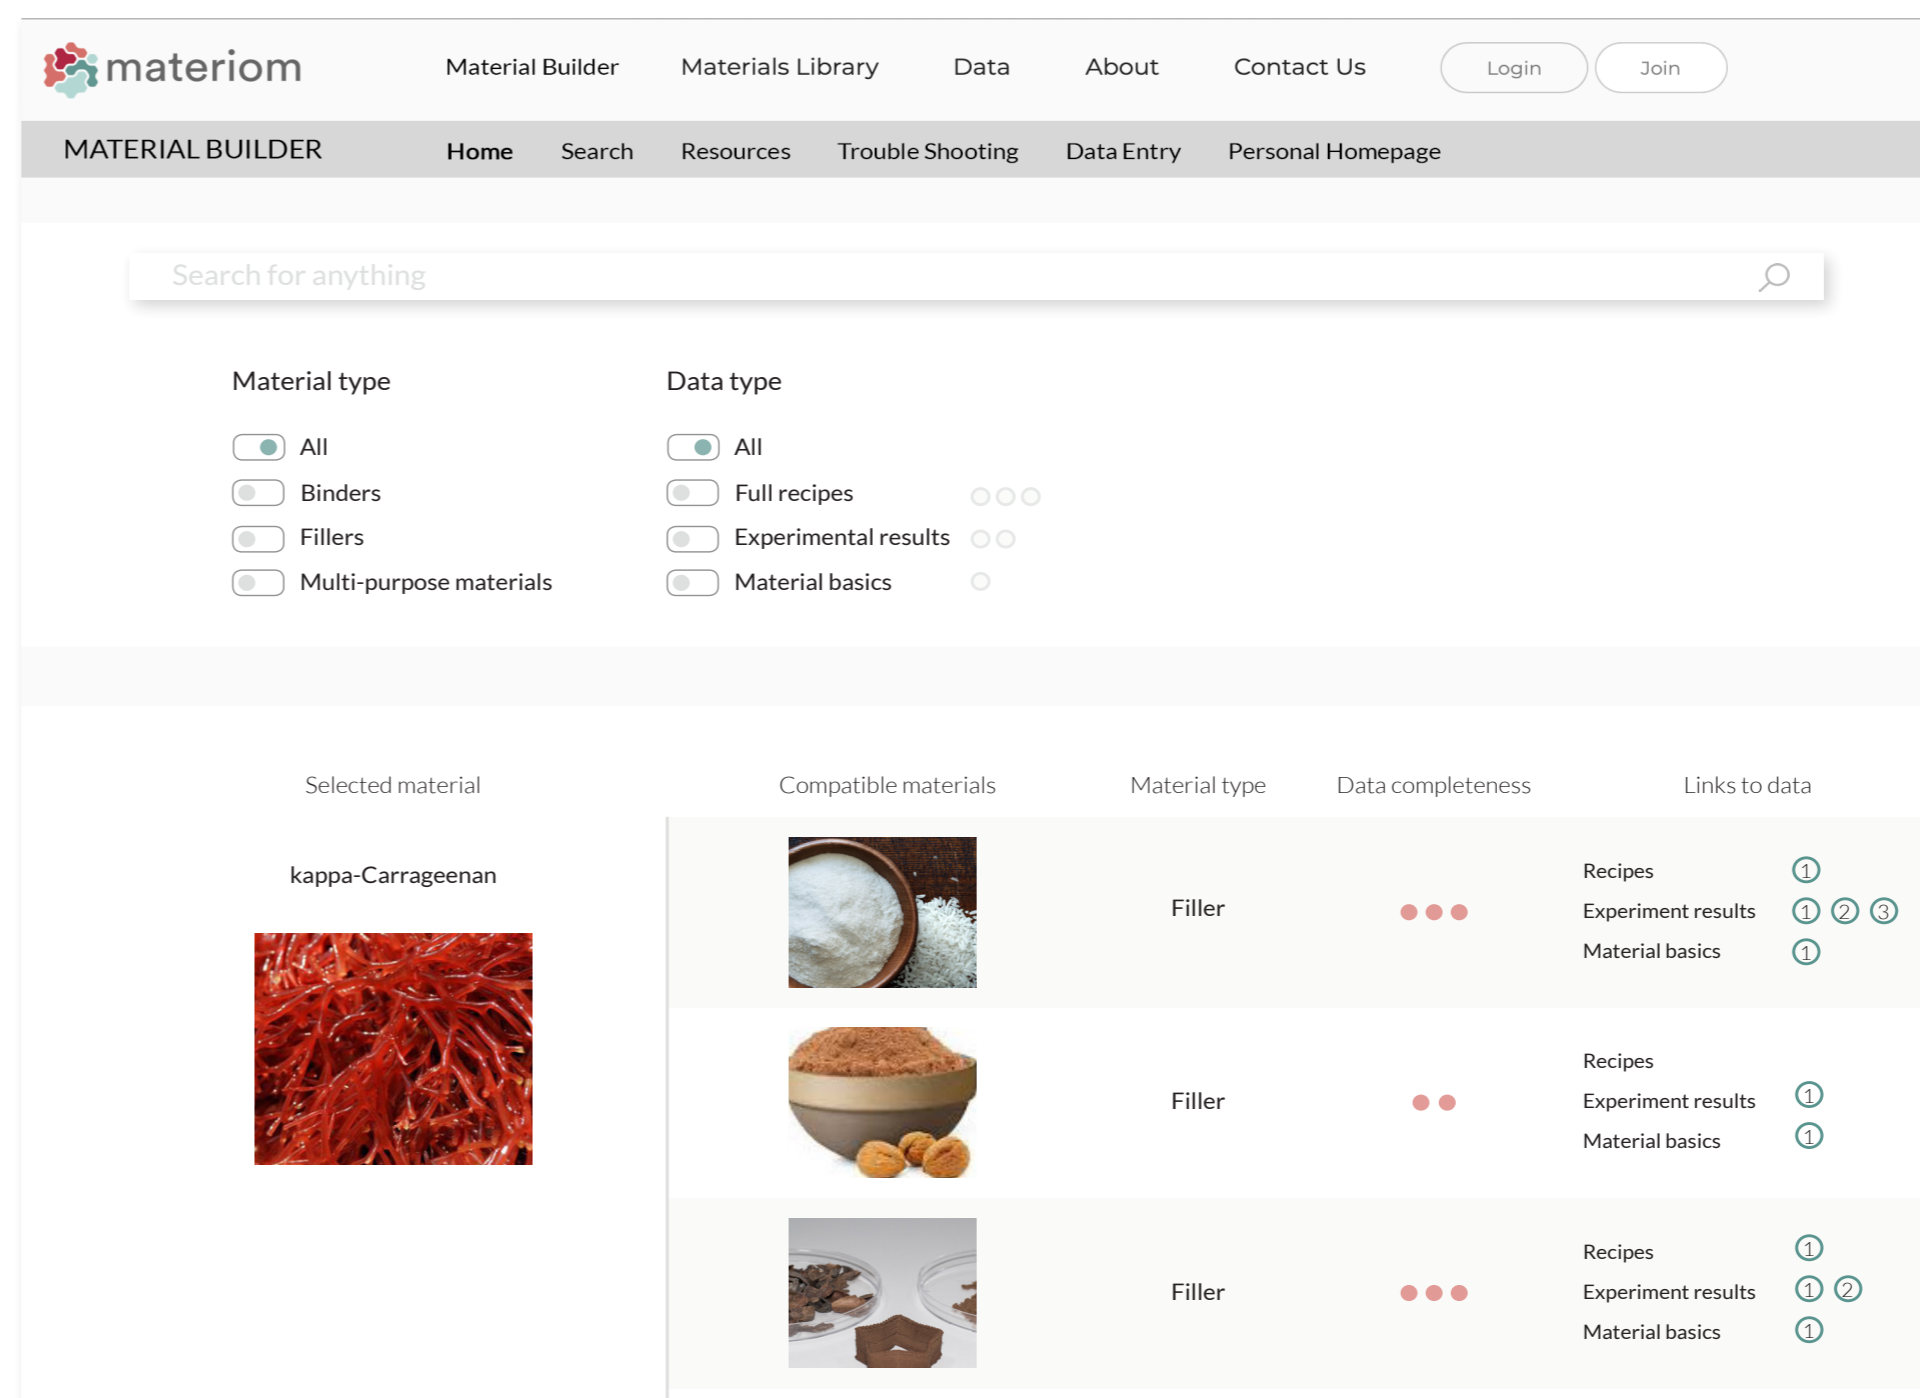 materiom
Material Builder Materials Library Data About Contact Us Login Join
MATERIAL BUILDER Home Search Resources Trouble Shooting Data Entry Personal Homepage
Search for anything
Material type Data type
All All
Binders Full recipes
Fillers Experimental results
Multi-purpose materials Material basics
Selected material Compatible materials Material type Data completeness Links to data
kappa-Carrageenan
Filler
Recipes 1
Experiment results 1 2 3
Material basics 1
Filler
Recipes
Experiment results 1
Material basics 1
Filler
Recipes 1
Experiment results 1 2
Material basics 1